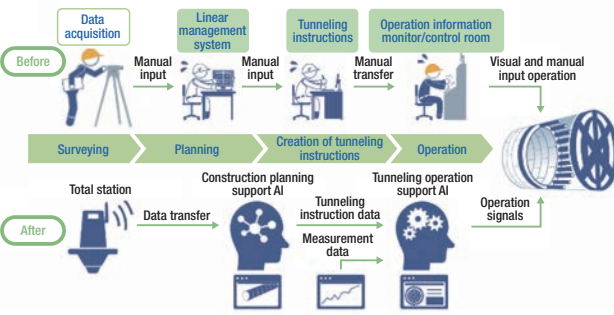 Data
acquisition
Linear
management
system
Tunneling
instructions
Operation information
monitor/control room
Before
Manual
input
Manual
input
Manual
transfer
Visual and manual
input operation
Surveying
Planning
Creation of tunneling
instructions
Operation
Total station
Construction planning
support AI
Tunneling operation
support AI
After
Data transfer
Tunneling
instruction data
Measurement
data
Operation
signals